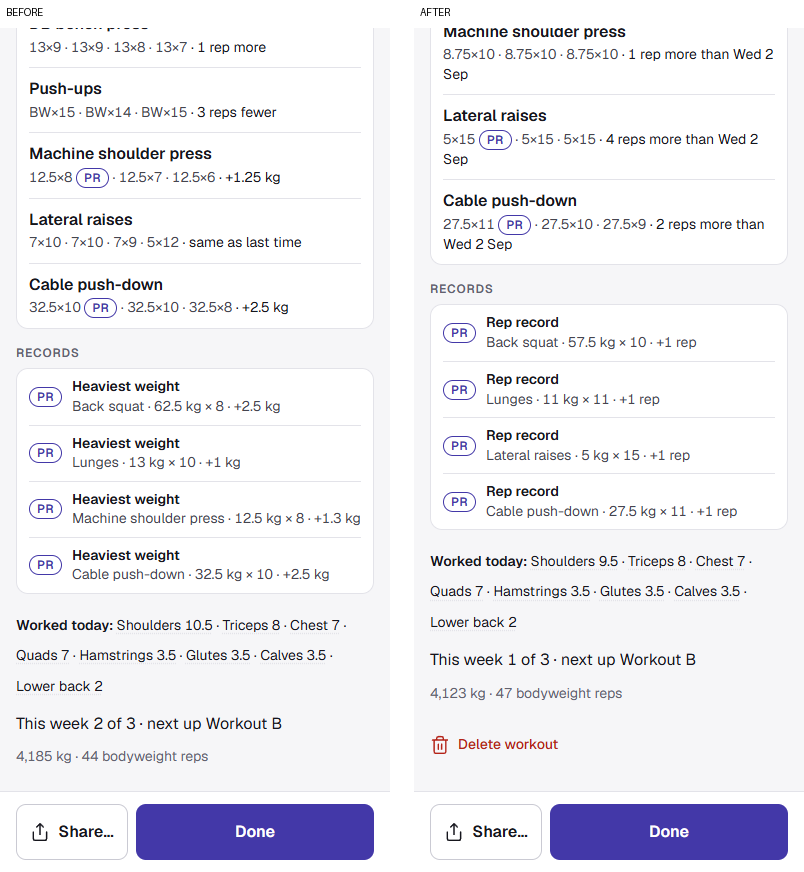 BEFORE
DB bench press
13×9 · 13×9 · 13×8 · 13×7 · 1 rep more
Push-ups
BW×15 · BW×14 · BW×15 · 3 reps fewer
Machine shoulder press
12.5×8 PR · 12.5×7 · 12.5×6 · +1.25 kg
Lateral raises
7×10 · 7×10 · 7×9 · 5×12 · same as last time
Cable push-down
32.5×10 PR · 32.5×10 · 32.5×8 · +2.5 kg
RECORDS
PR Heaviest weight
Back squat · 62.5 kg × 8 · +2.5 kg
PR Heaviest weight
Lunges · 13 kg × 10 · +1 kg
PR Heaviest weight
Machine shoulder press · 12.5 kg × 8 · +1.3 kg
PR Heaviest weight
Cable push-down · 32.5 kg × 10 · +2.5 kg
Worked today: Shoulders 10.5 · Triceps 8 · Chest 7 ·
Quads 7 · Hamstrings 3.5 · Glutes 3.5 · Calves 3.5 ·
Lower back 2
This week 2 of 3 · next up Workout B
4,185 kg · 44 bodyweight reps
Share…
Done
AFTER
Machine shoulder press
8.75×10 · 8.75×10 · 8.75×10 · 1 rep more than Wed 2
Sep
Lateral raises
5×15 PR · 5×15 · 5×15 · 4 reps more than Wed 2
Sep
Cable push-down
27.5×11 PR · 27.5×10 · 27.5×9 · 2 reps more than
Wed 2 Sep
RECORDS
PR Rep record
Back squat · 57.5 kg × 10 · +1 rep
PR Rep record
Lunges · 11 kg × 11 · +1 rep
PR Rep record
Lateral raises · 5 kg × 15 · +1 rep
PR Rep record
Cable push-down · 27.5 kg × 11 · +1 rep
Worked today: Shoulders 9.5 · Triceps 8 · Chest 7 ·
Quads 7 · Hamstrings 3.5 · Glutes 3.5 · Calves 3.5 ·
Lower back 2
This week 1 of 3 · next up Workout B
4,123 kg · 47 bodyweight reps
Delete workout
Share…
Done